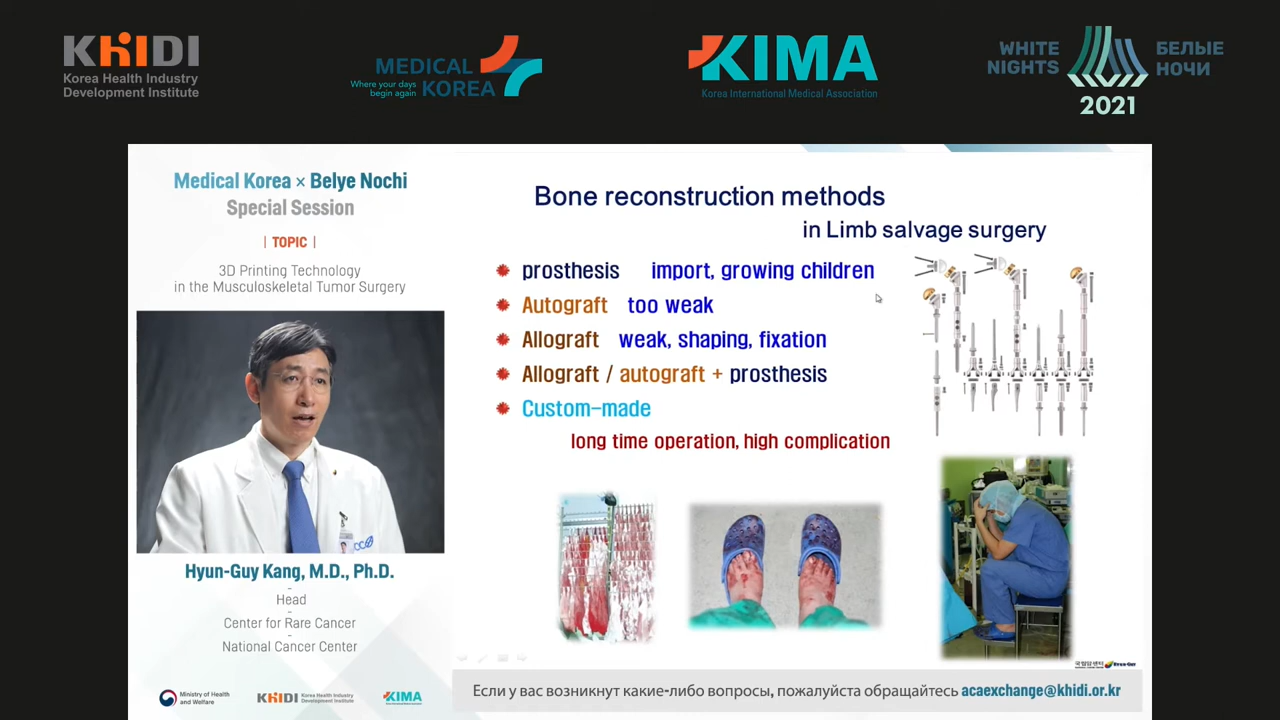 KHIDI
Korea Health Industry
Development Institute
MEDICAL
KOREA
Where your days
begin again
KIMA
Korea International Medical Association
WHITE
NIGHTS
БЕЛЫЕ
НОЧИ
2021
Medical Korea × Belye Nochi
Special Session
| TOPIC |
3D Printing Technology
in the Musculoskeletal Tumor Surgery
Hyun-Guy Kang, M.D., Ph.D.
Head
Center for Rare Cancer
National Cancer Center
Ministry of Health
and Welfare
KHIDI
Korea Health Industry
Development Institute
KIMA
Bone reconstruction methods
in Limb salvage surgery
prosthesis import, growing children
Autograft too weak
Allograft weak, shaping, fixation
Allograft / autograft + prosthesis
Custom-made
long time operation, high complication
국립암센터
Если у вас возникнут какие-либо вопросы, пожалуйста обращайтесь acaexchange@khidi.or.kr